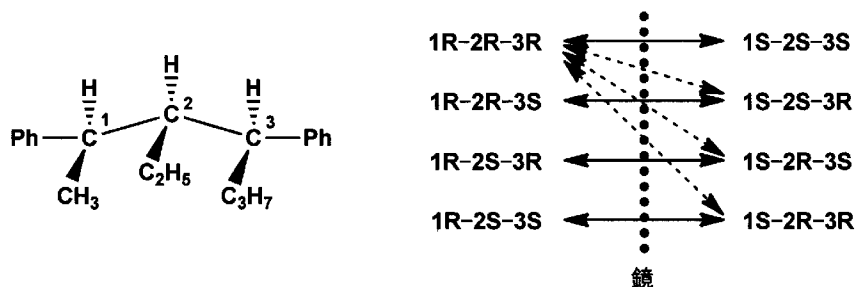 H
H 2 H
Ph C 1 C C 3 Ph
CH3 C2H5 C3H7
1R-2R-3R 1S-2S-3S
1R-2R-3S 1S-2S-3R
1R-2S-3R 1S-2R-3S
1R-2S-3S 1S-2R-3R
鏡